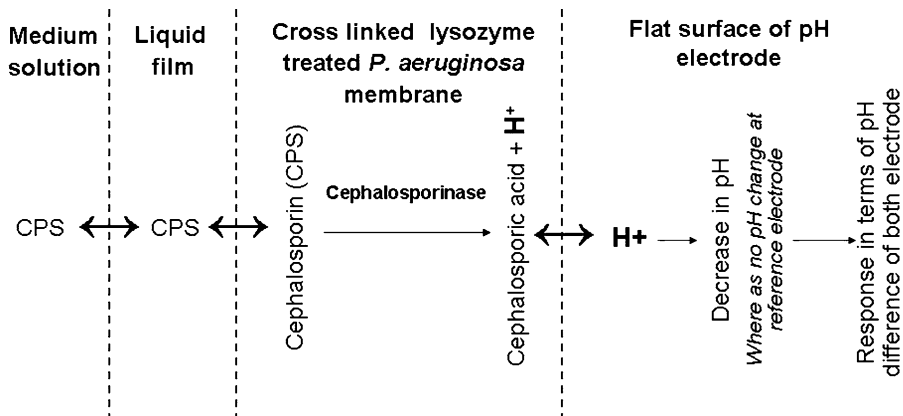 Medium
solution
Liquid
film
Cross linked lysozyme
treated P. aeruginosa
membrane
Flat surface of pH
electrode
CPS
CPS
Cephalosporin (CPS)
Cephalosporinase
Cephalosporic acid + H⁺
H+
Decrease in pH
Where as no pH change at
reference electrode
Response in terms of pH
difference of both electrode